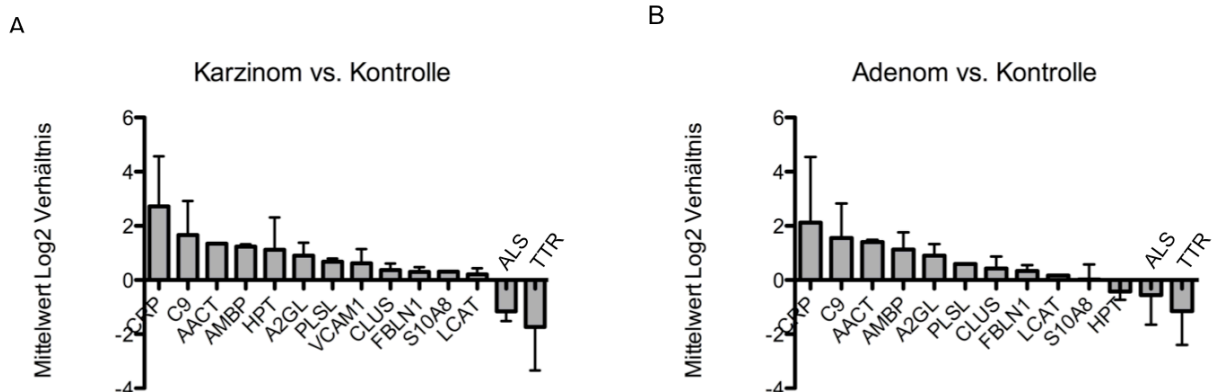 A
Karzinom vs. Kontrolle
Mittelwert Log2 Verhältnis
6
4
2
0
-2
-4
CRP
C9
AACT
AMBP
HPT
A2GL
PLSL
VCAM1
CLUS
FBLN1
S10A8
LCAT
ALS
TTR
B
Adenom vs. Kontrolle
Mittelwert Log2 Verhältnis
6
4
2
0
-2
-4
CRP
C9
AACT
AMBP
A2GL
PLSL
CLUS
FBLN1
LCAT
S10A8
HPT
ALS
TTR